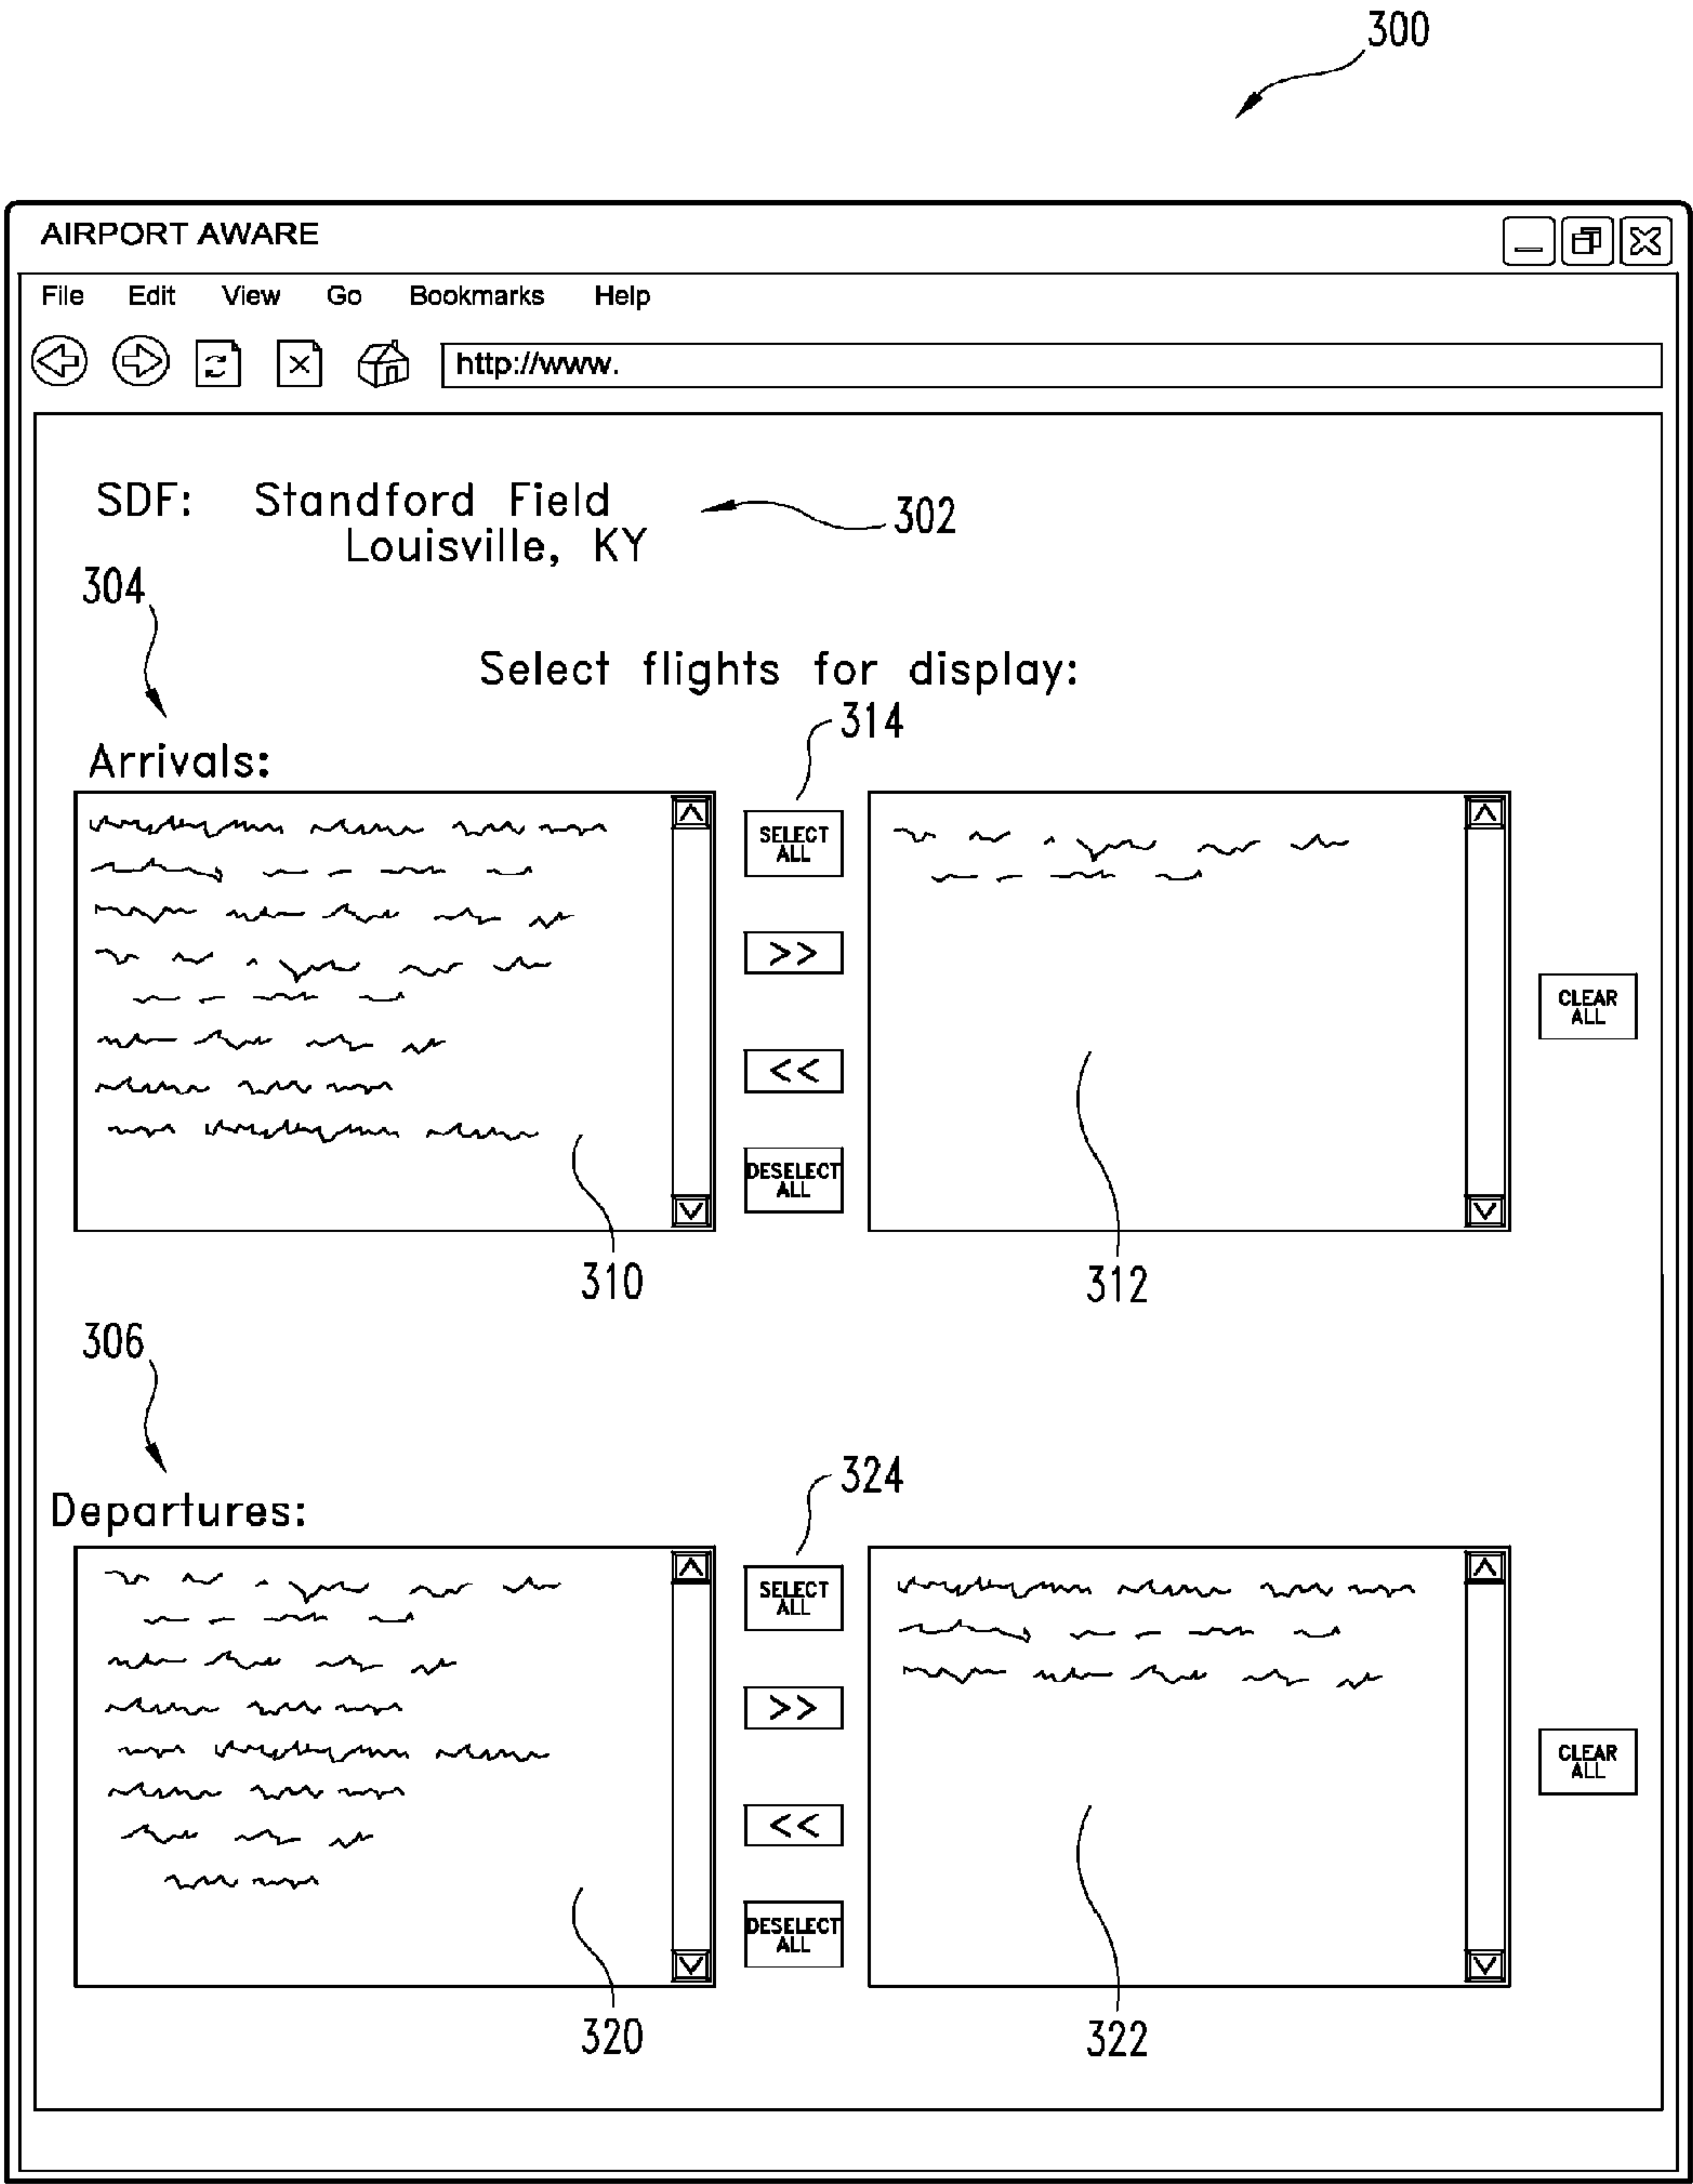 300
AIRPORT AWARE
File Edit View Go Bookmarks Help
http://www.
SDF: Standford Field
Louisville, KY
302
304
Select flights for display:
314
Arrivals:
SELECT
ALL
>>
<<
DESELECT
ALL
CLEAR
ALL
310
312
306
324
Departures:
SELECT
ALL
>>
<<
DESELECT
ALL
CLEAR
ALL
320
322